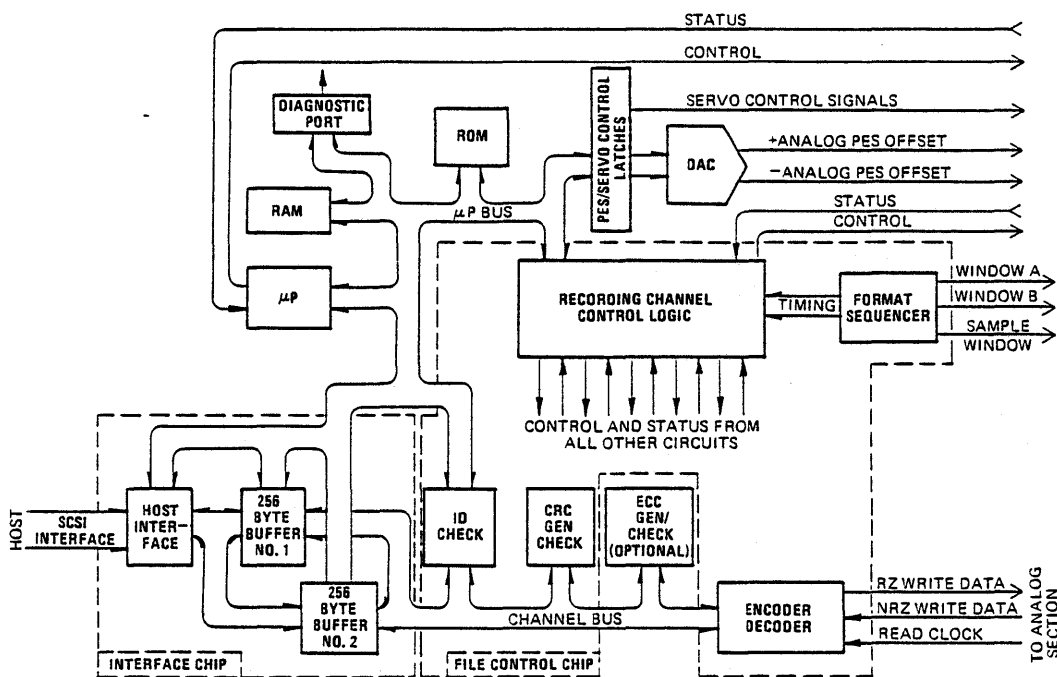 STATUS
CONTROL
DIAGNOSTIC
PORT
ROM
PES/SERVO CONTROL
LATCHES
SERVO CONTROL SIGNALS
DAC
+ANALOG PES OFFSET
−ANALOG PES OFFSET
RAM
μP BUS
STATUS
CONTROL
μP
RECORDING CHANNEL
CONTROL LOGIC
TIMING
FORMAT
SEQUENCER
WINDOW A
WINDOW B
SAMPLE
WINDOW
CONTROL AND STATUS FROM
ALL OTHER CIRCUITS
HOST
SCSI
INTERFACE
HOST
INTER-
FACE
256
BYTE
BUFFER
NO. 1
256
BYTE
BUFFER
NO. 2
ID
CHECK
CRC
GEN
CHECK
ECC
GEN/
CHECK
(OPTIONAL)
CHANNEL BUS
ENCODER
DECODER
RZ WRITE DATA
NRZ WRITE DATA
READ CLOCK
TO ANALOG
SECTION
INTERFACE CHIP
FILE CONTROL CHIP